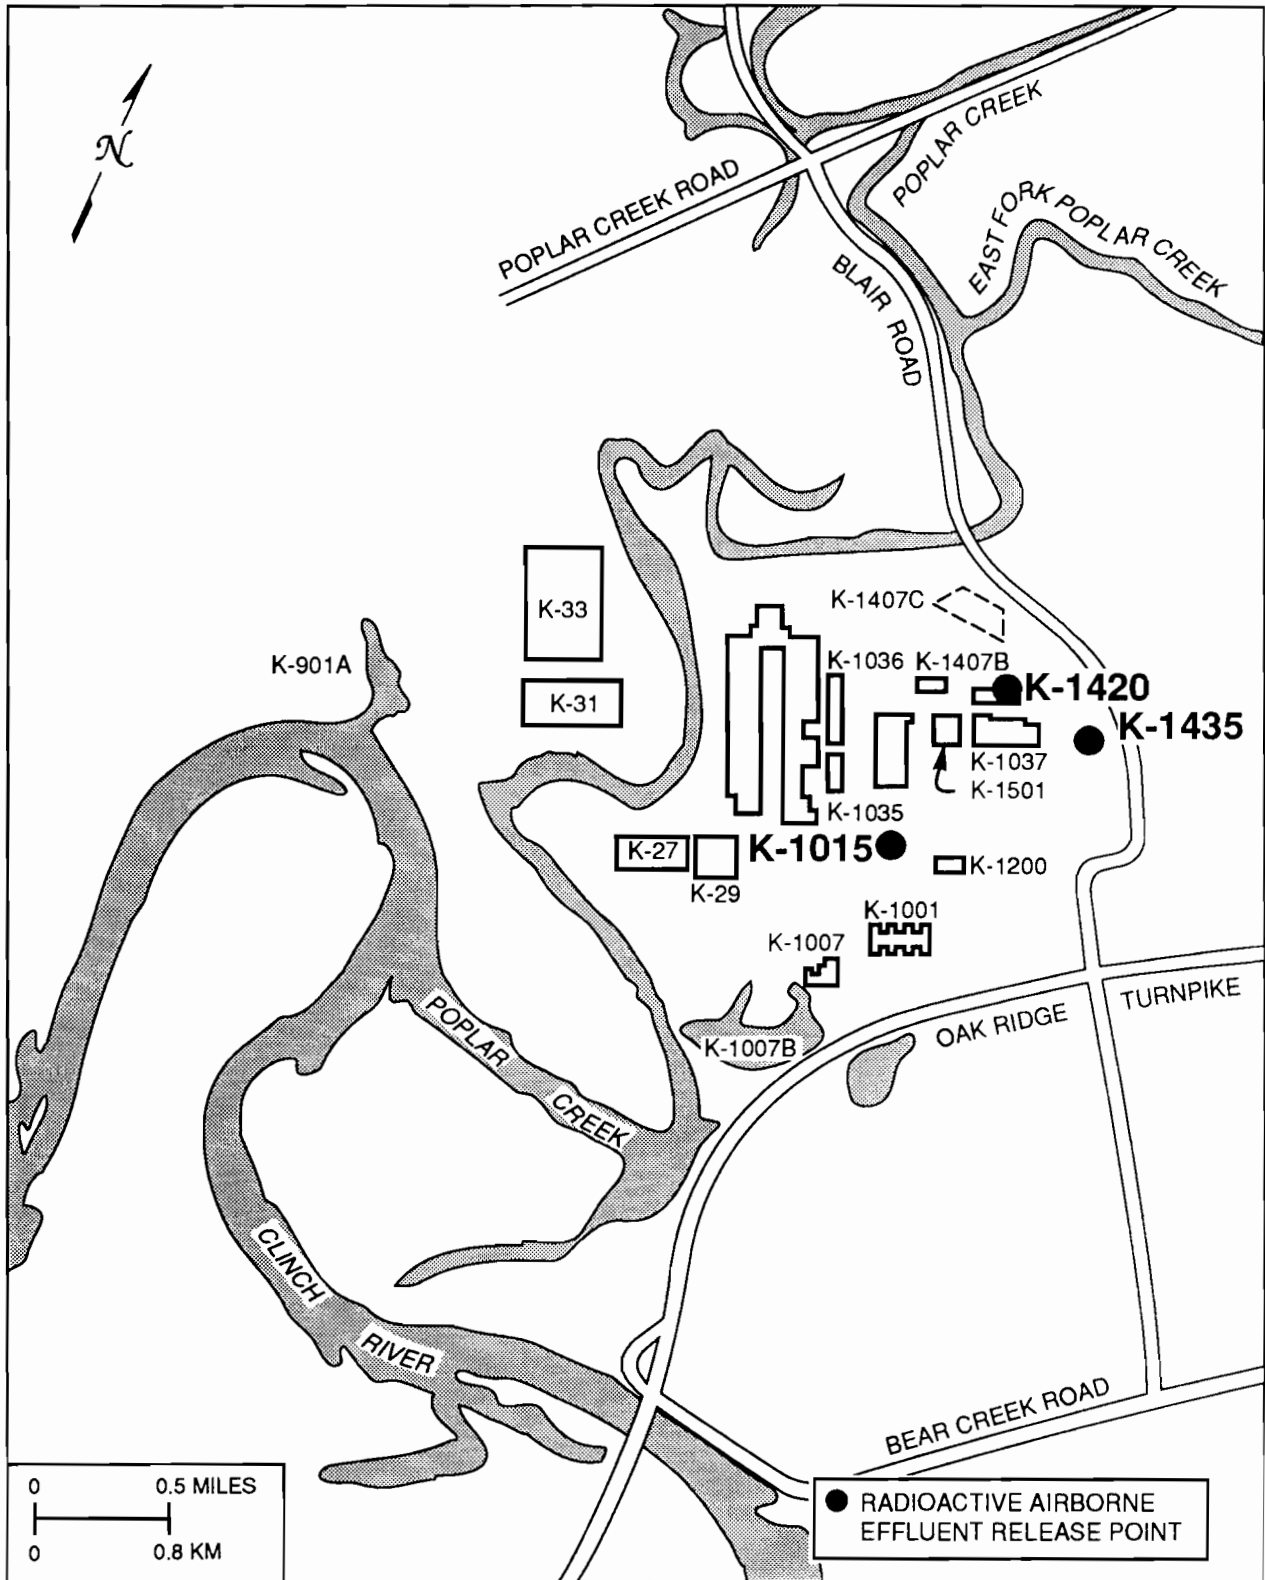 N
POPLAR CREEK ROAD
POPLAR CREEK
EAST FORK POPLAR CREEK
BLAIR ROAD
K-33
K-1407C
K-901A
K-31
K-1036
K-1407B
K-1420
K-1435
K-1037
K-1501
K-1035
K-27
K-1015
K-1200
K-29
K-1001
K-1007
K-1007B
OAK RIDGE
TURNPIKE
POPLAR
CREEK
CLINCH
RIVER
BEAR CREEK ROAD
0 0.5 MILES
0 0.8 KM
RADIOACTIVE AIRBORNE
EFFLUENT RELEASE POINT